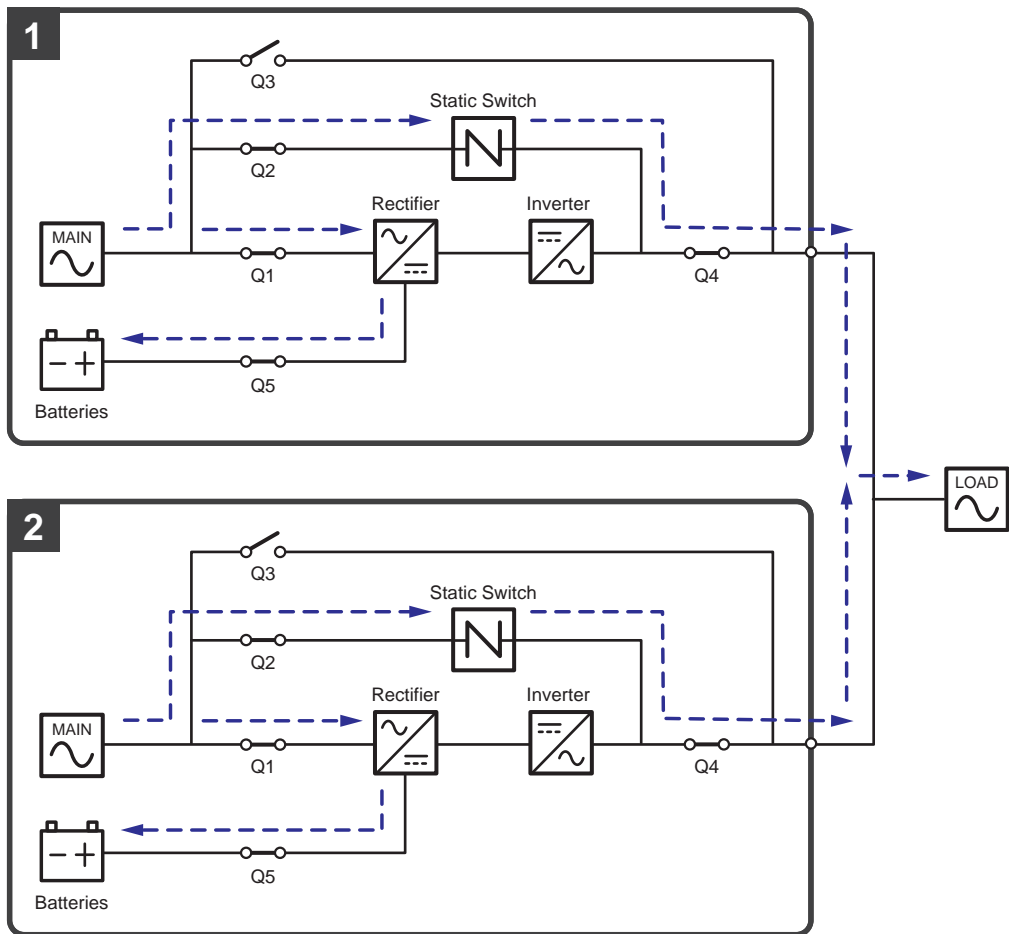 1
Q3
Static Switch
Q2
Rectifier
Inverter
MAIN
Q1
Q4
Q5
Batteries
LOAD
2
Q3
Static Switch
Q2
Rectifier
Inverter
MAIN
Q1
Q4
Q5
Batteries